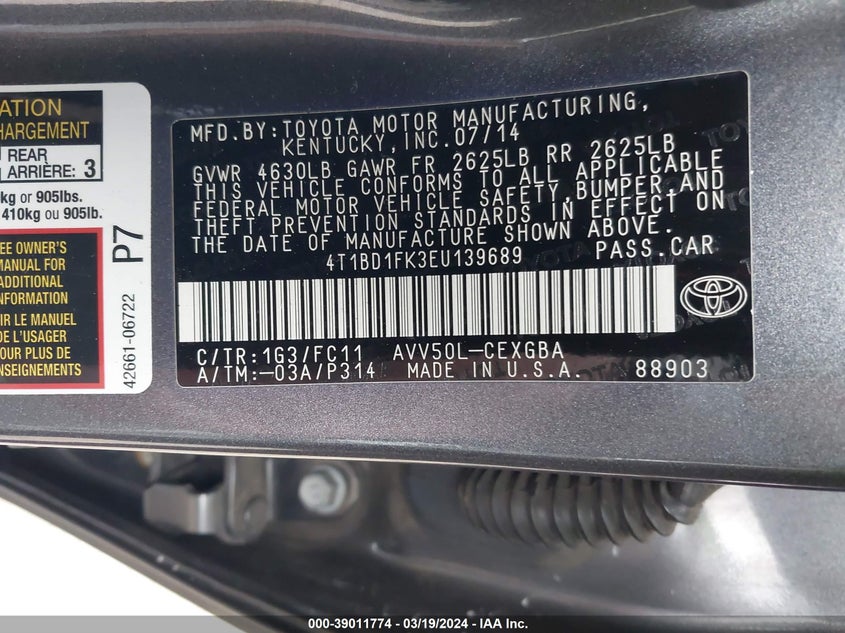 ATION
HARGEMENT
REAR
ARRIÈRE: 3
kg or 905lbs.
410kg ou 905lb.
EE OWNER'S
MANUAL FOR
ADDITIONAL
NFORMATION
IR LE MANUEL
DE L'USAGER
POUR PLUS DE
ENSEIGNEMENTS
P7
42661-06722
MFD. BY: TOYOTA MOTOR MANUFACTURING,
KENTUCKY, INC. 07/14
GVWR 4630LB GAWR FR 2625LB RR 2625LB
THIS VEHICLE CONFORMS TO ALL APPLICABLE
FEDERAL MOTOR VEHICLE SAFETY, BUMPER, AND
THEFT PREVENTION STANDARDS IN EFFECT ON
THE DATE OF MANUFACTURE SHOWN ABOVE.
4T1BD1FK3EU139689 PASS. CAR
C/TR: 1G3/FC11 AVV50L-CEXGBA
A/TM: -03A/P314 MADE IN U.S.A. 88903
000-39011774 - 03/19/2024 - IAA Inc.